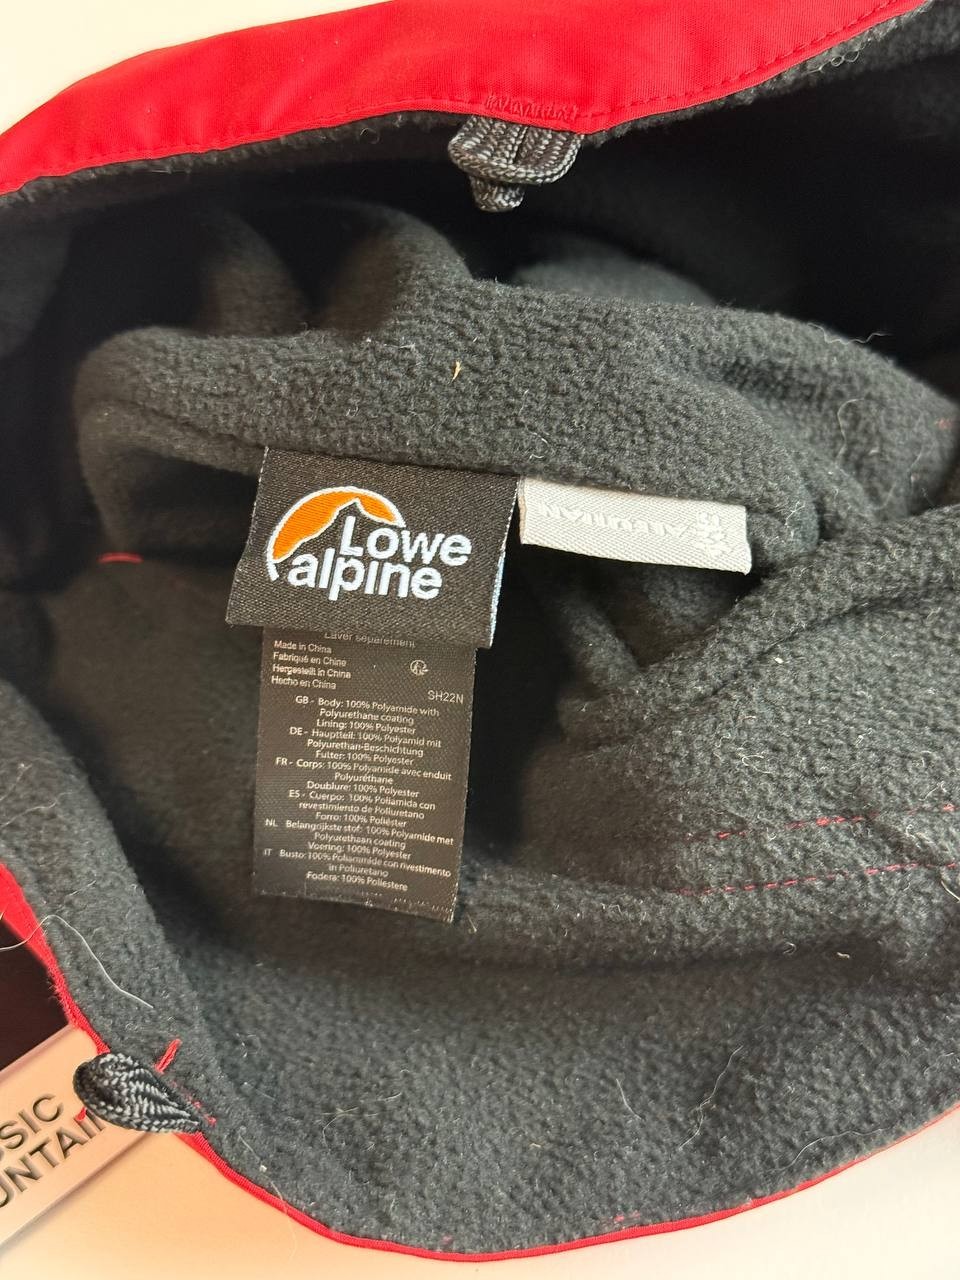 Lowe
alpine
Laver séparément
Made in China
Fabriqué en Chine
Hergestellt in China
Hecho en China
SH22N
GB - Body: 100% Polyamide with
Polyurethane coating
Lining: 100% Polyester
DE - Hauptteil: 100% Polyamid mit
Polyurethan-Beschichtung
Futter: 100% Polyester
FR - Corps: 100% Polyamide avec enduit
Polyuréthane
Doublure: 100% Polyester
ES - Cuerpo: 100% Poliamida con
revestimiento de Poliuretano
Forro: 100% Poliéster
NL Belangrijkste stof: 100% Polyamide met
Polyurethaan coating
Voering: 100% Polyester
IT Busto: 100% Poliammide con rivestimento
in Poliuretano
Fodera: 100% Poliestere
SIC
UNTAIN